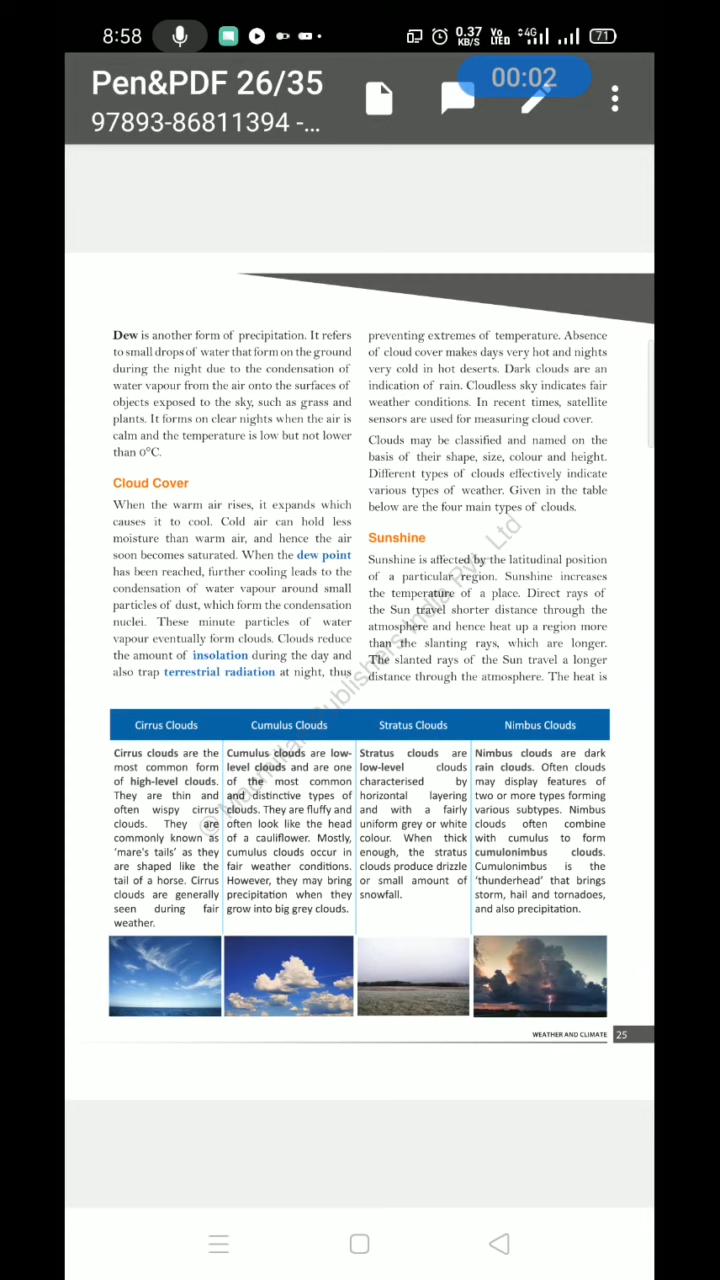 8:58
0.37
KB/S
Vo
LTE
4G
71
Pen&PDF 26/35
00:02
97893-86811394 -...
Dew is another form of precipitation. It refers
to small drops of water that form on the ground
during the night due to the condensation of
water vapour from the air onto the surfaces of
objects exposed to the sky, such as grass and
plants. It forms on clear nights when the air is
calm and the temperature is low but not lower
than 0°C.
Cloud Cover
When the warm air rises, it expands which
causes it to cool. Cold air can hold less
moisture than warm air, and hence the air
soon becomes saturated. When the dew point
has been reached, further cooling leads to the
condensation of water vapour around small
particles of dust, which form the condensation
nuclei. These minute particles of water
vapour eventually form clouds. Clouds reduce
the amount of insolation during the day and
also trap terrestrial radiation at night, thus
preventing extremes of temperature. Absence
of cloud cover makes days very hot and nights
very cold in hot deserts. Dark clouds are an
indication of rain. Cloudless sky indicates fair
weather conditions. In recent times, satellite
sensors are used for measuring cloud cover.
Clouds may be classified and named on the
basis of their shape, size, colour and height.
Different types of clouds effectively indicate
various types of weather. Given in the table
below are the four main types of clouds.
Sunshine
Sunshine is affected by the latitudinal position
of a particular region. Sunshine increases
the temperature of a place. Direct rays of
the Sun travel shorter distance through the
atmosphere and hence heat up a region more
than the slanting rays, which are longer.
The slanted rays of the Sun travel a longer
distance through the atmosphere. The heat is
Cirrus Clouds
Cirrus clouds are the
most common form
of high-level clouds.
They are thin and
often wispy cirrus
clouds. They are
commonly known as
'mare's tails' as they
are shaped like the
tail of a horse. Cirrus
clouds are generally
seen during fair
weather.
Cumulus Clouds
Cumulus clouds are low-
level clouds and are one
of the most common
and distinctive types of
clouds. They are fluffy and
often look like the head
of a cauliflower. Mostly,
cumulus clouds occur in
fair weather conditions.
However, they may bring
precipitation when they
grow into big grey clouds.
Stratus Clouds
Stratus clouds are
low-level clouds
characterised by
horizontal layering
and with a fairly
uniform grey or white
colour. When thick
enough, the stratus
clouds produce drizzle
or small amount of
snowfall.
Nimbus Clouds
Nimbus clouds are dark
rain clouds. Often clouds
may display features of
two or more types forming
various subtypes. Nimbus
clouds often combine
with cumulus to form
cumulonimbus clouds.
Cumulonimbus is the
'thunderhead' that brings
storm, hail and tornadoes,
and also precipitation.
WEATHER AND CLIMATE 25
© Macmillan Publishers India Pvt. Ltd